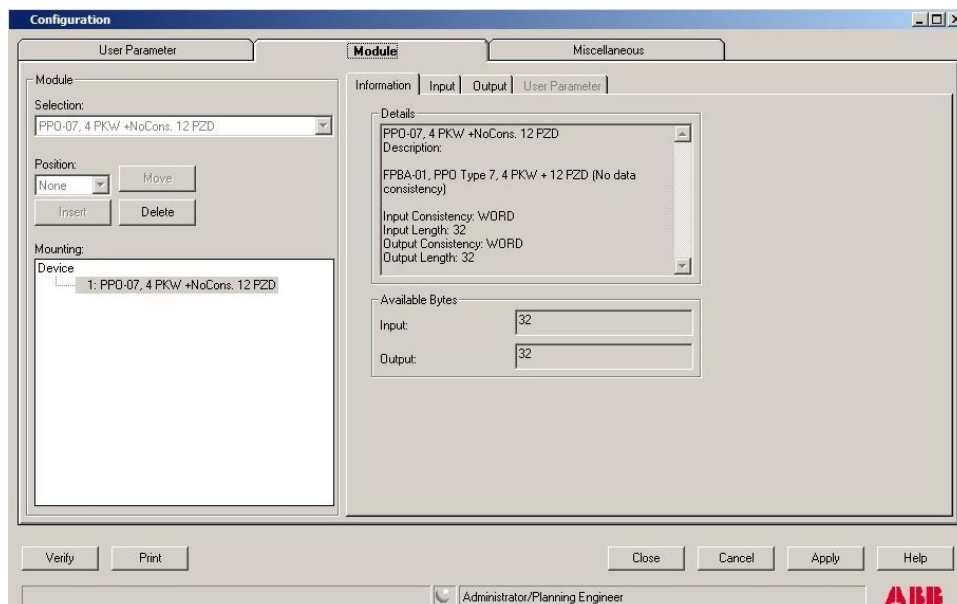 Configuration
User Parameter
Module
Miscellaneous
Module
Selection:
PPO-07, 4 PKW +NoCons. 12 PZD
Position:
None
Move
Insert
Delete
Mounting:
Device
1: PPO-07, 4 PKW +NoCons. 12 PZD
Information
Input
Output
User Parameter
Details
PPO-07, 4 PKW +NoCons. 12 PZD
Description:
FPBA-01, PPO Type 7, 4 PKW + 12 PZD (No data
consistency)
Input Consistency: WORD
Input Length: 32
Output Consistency: WORD
Output Length: 32
Available Bytes
Input:
32
Output:
32
Verify
Print
Close
Cancel
Apply
Help
Administrator/Planning Engineer
ABB